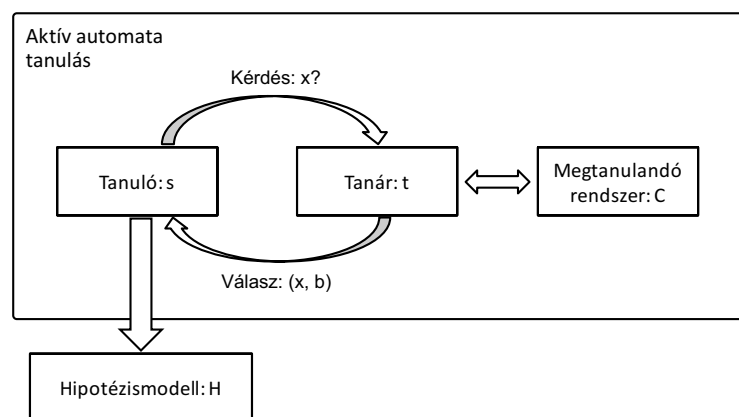 Aktív automata
tanulás
Kérdés: x?
Tanuló: s
Tanár: t
Megtanulandó
rendszer: C
Válasz: (x, b)
Hipotézismodell: H